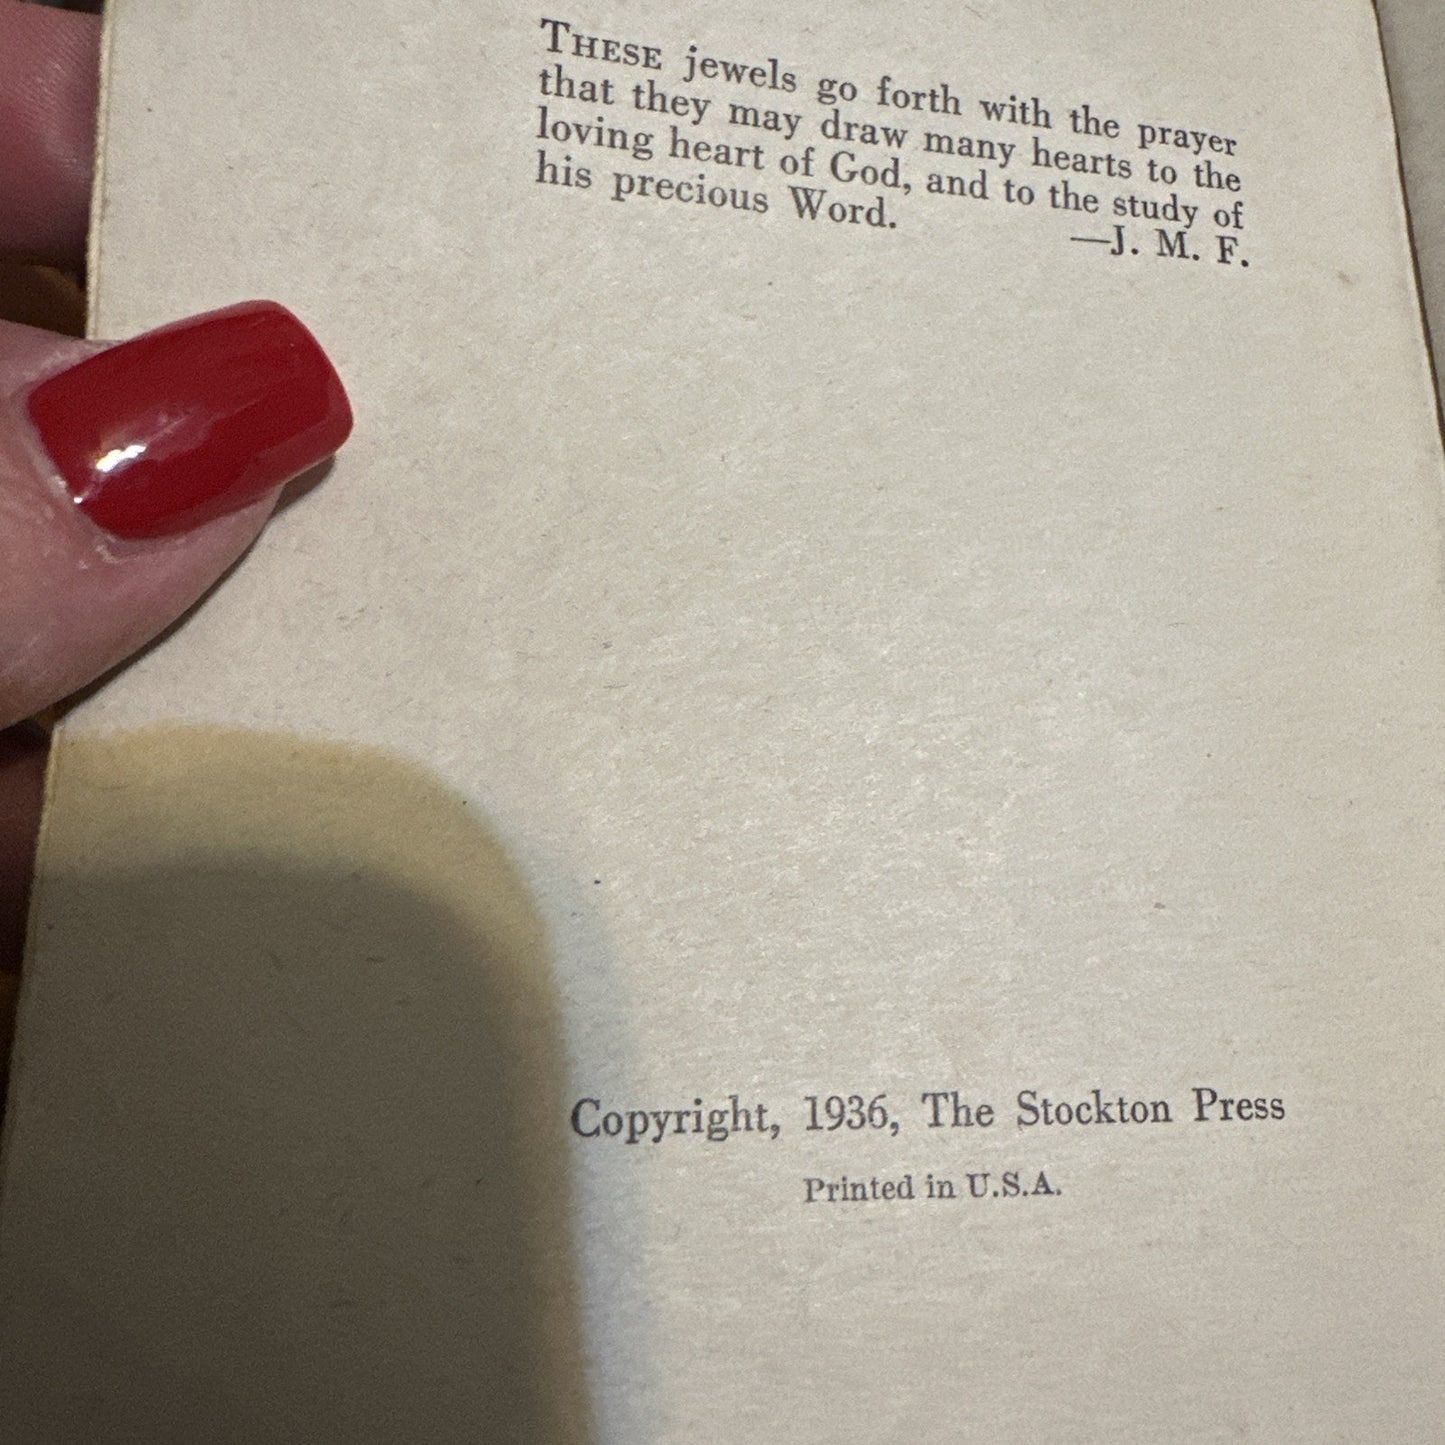 THESE jewels go forth with the prayer
that they may draw many hearts to the
loving heart of God, and to the study of
his precious Word.
—J. M. F.
Copyright, 1936, The Stockton Press
Printed in U.S.A.